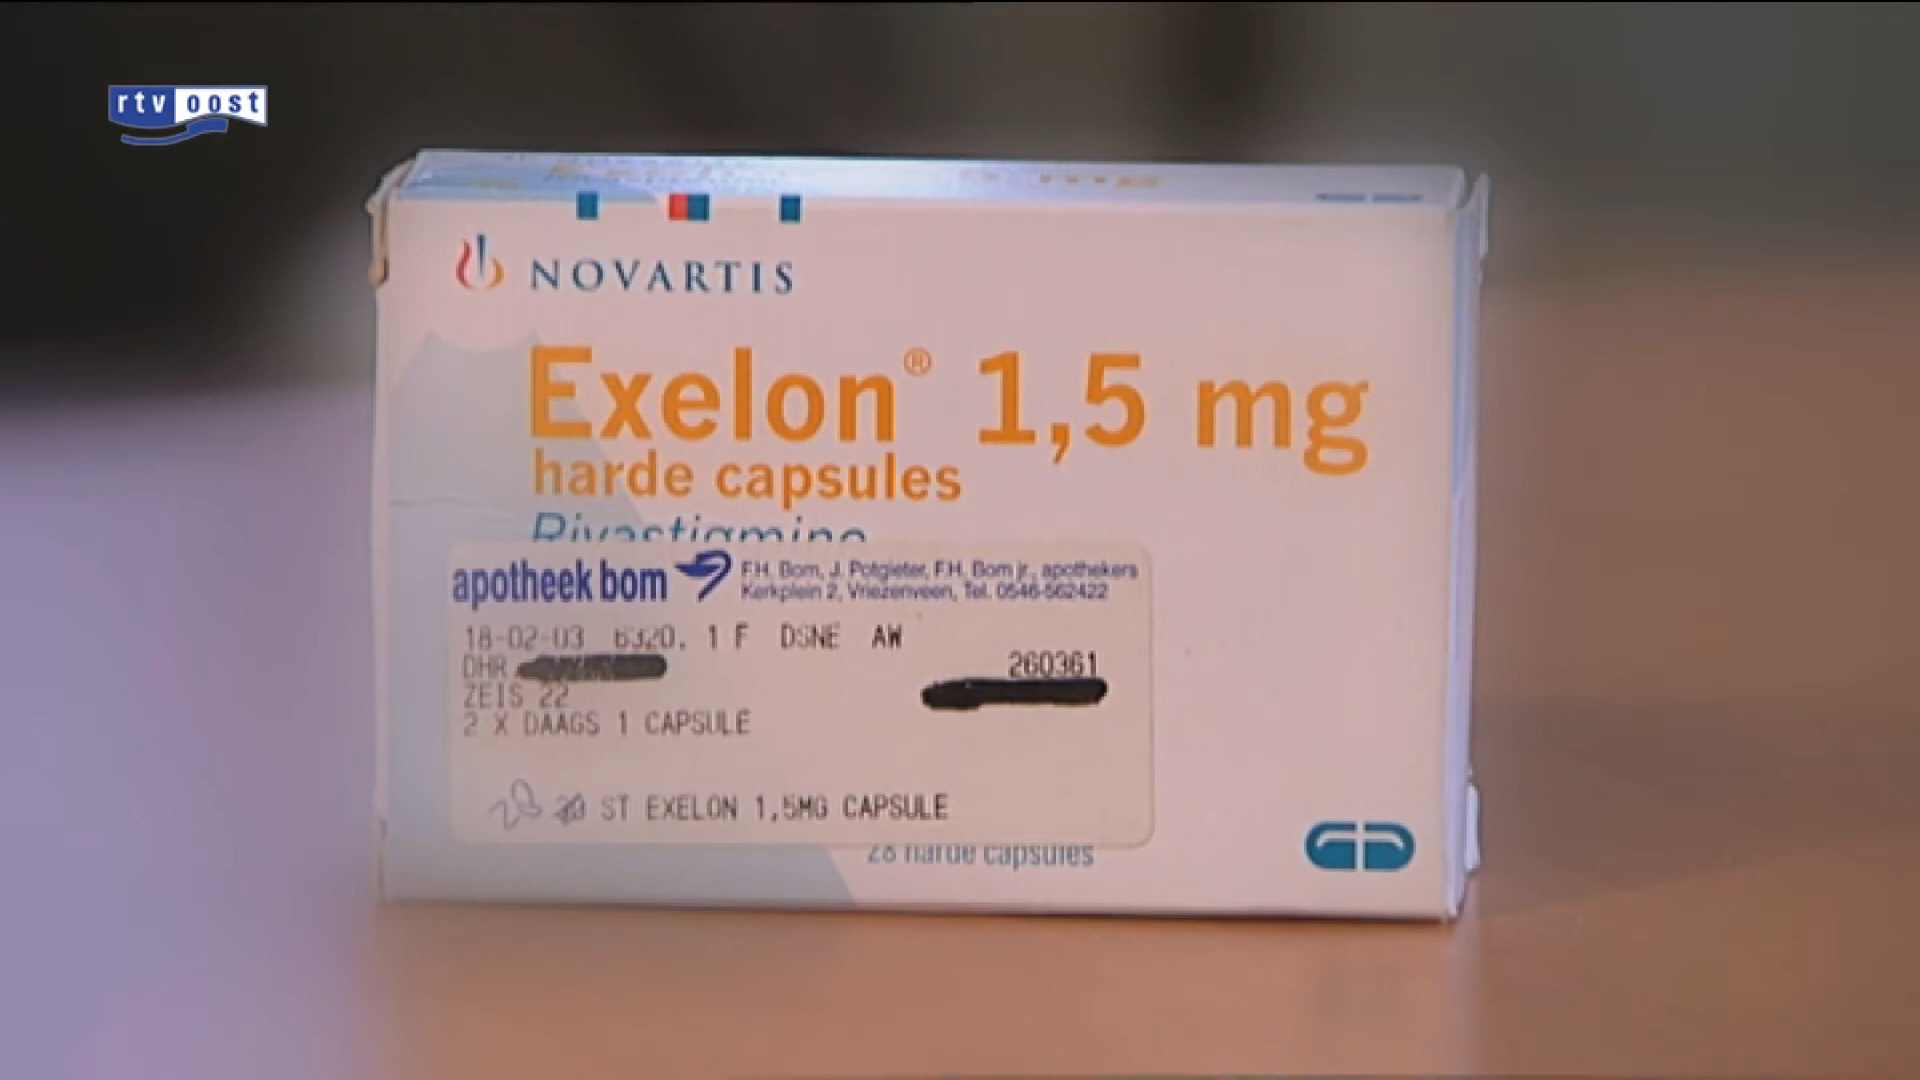 rtv oost
NOVARTIS
Exelon® 1,5 mg
harde capsules
Rivastigmine
apotheek bom
F.H. Bom, J. Potgieter, F.H. Bom jr., apothekers
Kerkplein 2, Vriezenveen, Tel. 0546-562422
18-02-03 6320. 1 F DSNE AW
DHR
260361
ZEIS 22
2 X DAAGS 1 CAPSULE
28 ST EXELON 1,5MG CAPSULE
28 harde capsules